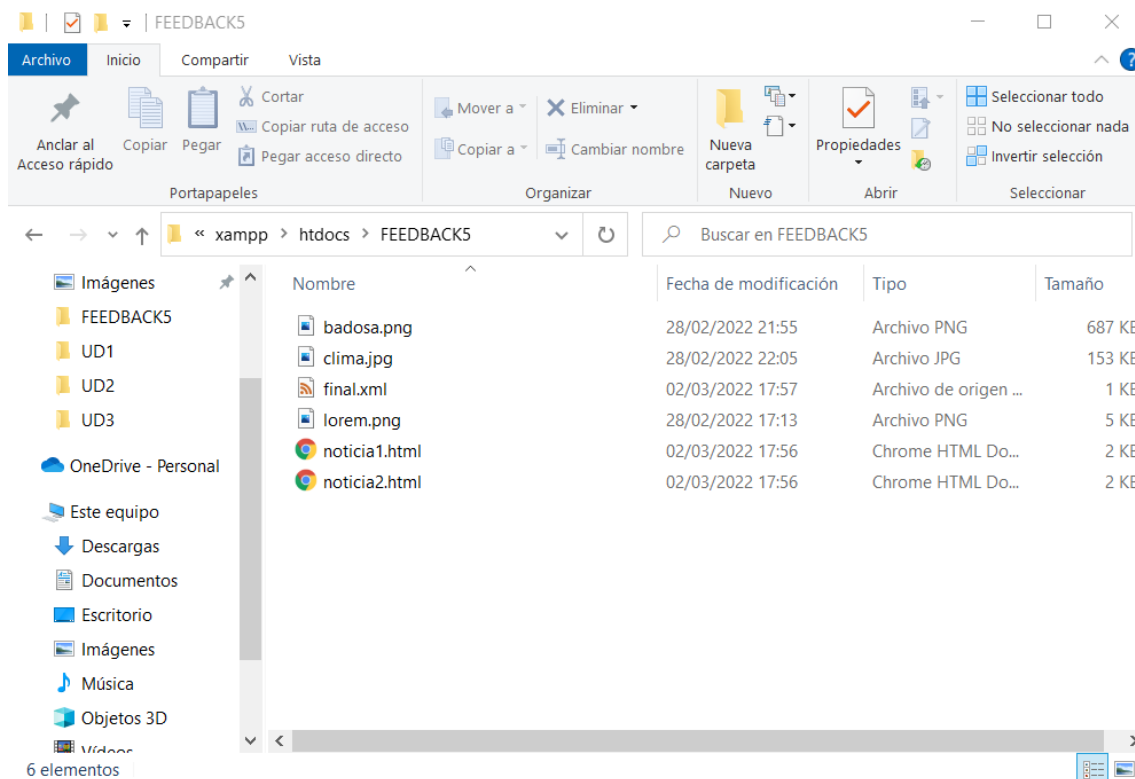 FEEDBACK5
Archivo Inicio Compartir Vista
Anclar al Acceso rápido
Copiar
Pegar
Cortar
Copiar ruta de acceso
Pegar acceso directo
Portapapeles
Mover a
Copiar a
Eliminar
Cambiar nombre
Organizar
Nueva carpeta
Nuevo
Propiedades
Abrir
Seleccionar todo
No seleccionar nada
Invertir selección
Seleccionar
« xampp > htdocs > FEEDBACK5
Buscar en FEEDBACK5
Imágenes
FEEDBACK5
UD1
UD2
UD3
OneDrive - Personal
Este equipo
Descargas
Documentos
Escritorio
Imágenes
Música
Objetos 3D
Vídeos
Nombre Fecha de modificación Tipo Tamaño
badosa.png 28/02/2022 21:55 Archivo PNG 687 KB
clima.jpg 28/02/2022 22:05 Archivo JPG 153 KB
final.xml 02/03/2022 17:57 Archivo de origen ... 1 KB
lorem.png 28/02/2022 17:13 Archivo PNG 5 KB
noticia1.html 02/03/2022 17:56 Chrome HTML Do... 2 KB
noticia2.html 02/03/2022 17:56 Chrome HTML Do... 2 KB
6 elementos